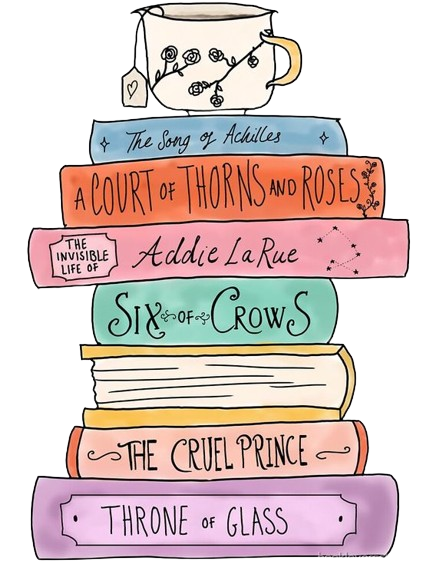 The Song of Achilles
A COURT OF THORNS AND ROSES
THE
INVISIBLE
LIFE OF
Addie LaRue
SIX OF CROWS
THE CRUEL PRINCE
THRONE OF GLASS